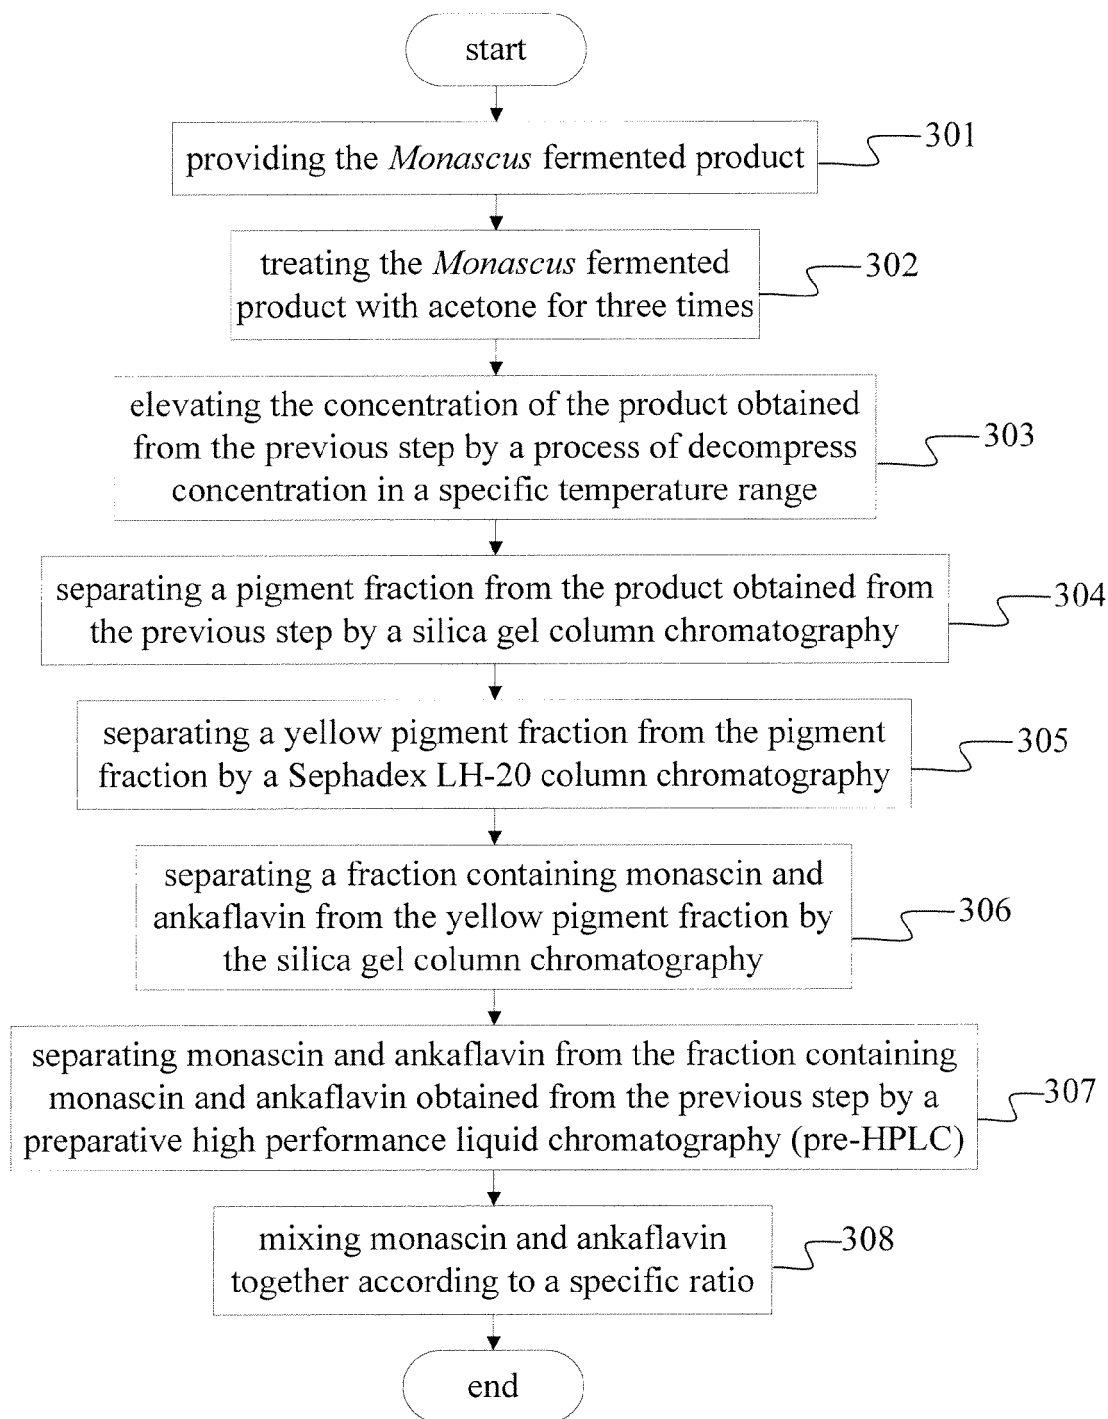 start
providing the Monascus fermented product
301
treating the Monascus fermented
product with acetone for three times
302
elevating the concentration of the product obtained
from the previous step by a process of decompress
concentration in a specific temperature range
303
separating a pigment fraction from the product obtained from
the previous step by a silica gel column chromatography
304
separating a yellow pigment fraction from the pigment
fraction by a Sephadex LH-20 column chromatography
305
separating a fraction containing monascin and
ankaflavin from the yellow pigment fraction by
the silica gel column chromatography
306
separating monascin and ankaflavin from the fraction containing
monascin and ankaflavin obtained from the previous step by a
preparative high performance liquid chromatography (pre-HPLC)
307
mixing monascin and ankaflavin
together according to a specific ratio
308
end